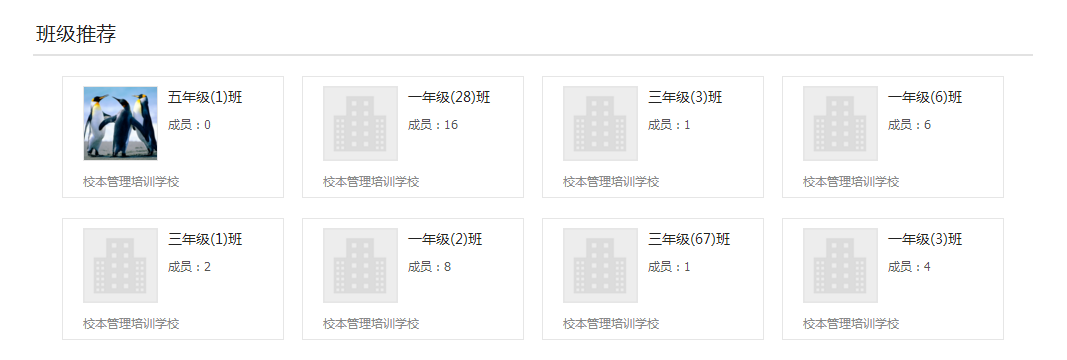 班级推荐
五年级(1)班
成员：0
校本管理培训学校
一年级(28)班
成员：16
校本管理培训学校
三年级(3)班
成员：1
校本管理培训学校
一年级(6)班
成员：6
校本管理培训学校
三年级(1)班
成员：2
校本管理培训学校
一年级(2)班
成员：8
校本管理培训学校
三年级(67)班
成员：1
校本管理培训学校
一年级(3)班
成员：4
校本管理培训学校